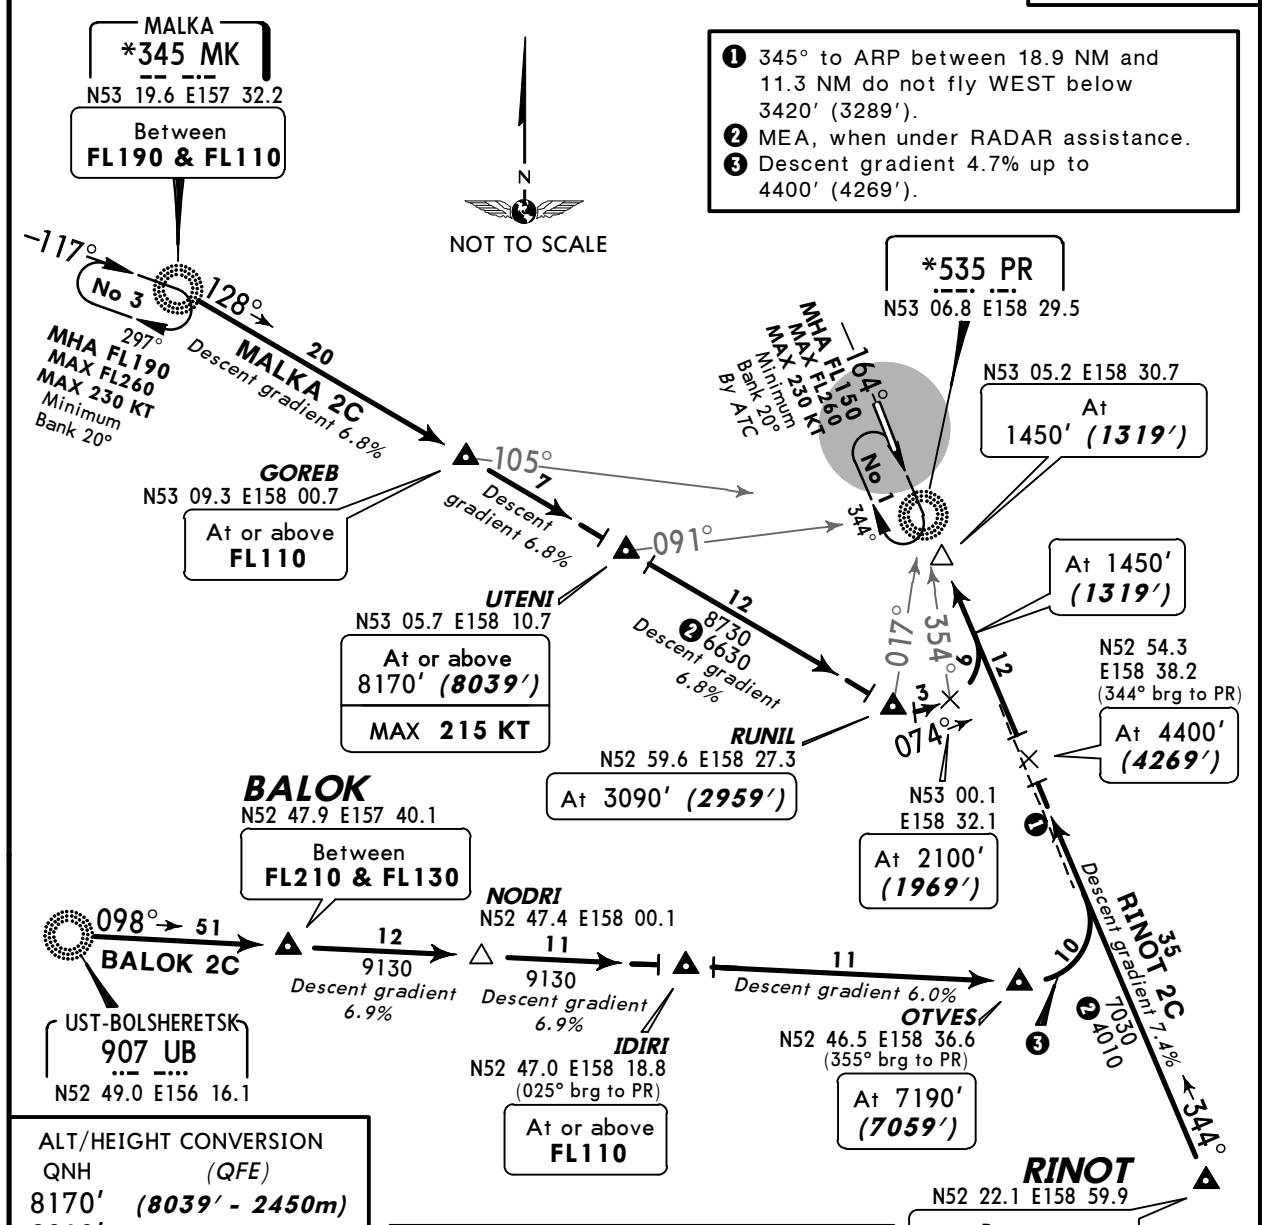 MALKA
*345 MK
N53 19.6 E157 32.2
Between
FL190 & FL110
❶ 345° to ARP between 18.9 NM and
11.3 NM do not fly WEST below
3420' (3289').
❷ MEA, when under RADAR assistance.
❸ Descent gradient 4.7% up to
4400' (4269').
N
NOT TO SCALE
117°
No 3
297°
MHA FL190
MAX FL260
MAX 230 KT
Minimum
Bank 20°
128°
20
MALKA 2C
Descent gradient 6.8%
*535 PR
N53 06.8 E158 29.5
MHA FL150
MAX FL260
MAX 230 KT
Minimum
Bank 20°
By ATC
164°
No 1
344°
N53 05.2 E158 30.7
At
1450' (1319')
GOREB
N53 09.3 E158 00.7
At or above
FL110
105°
7
Descent
gradient 6.8%
091°
UTENI
N53 05.7 E158 10.7
At or above
8170' (8039')
MAX 215 KT
12
8730
❷ 6630
Descent gradient
6.8%
017°
354°
9
12
At 1450'
(1319')
N52 54.3
E158 38.2
(344° brg to PR)
At 4400'
(4269')
RUNIL
N52 59.6 E158 27.3
At 3090' (2959')
3
074°
N53 00.1
E158 32.1
At 2100'
(1969')
❶
BALOK
N52 47.9 E157 40.1
Between
FL210 & FL130
098°
51
BALOK 2C
UST-BOLSHERETSK
907 UB
N52 49.0 E156 16.1
12
9130
Descent gradient
6.9%
NODRI
N52 47.4 E158 00.1
11
9130
Descent gradient
6.9%
IDIRI
N52 47.0 E158 18.8
(025° brg to PR)
At or above
FL110
11
Descent gradient 6.0%
OTVES
N52 46.5 E158 36.6
(355° brg to PR)
At 7190'
(7059')
10
❸
35
RINOT 2C
Descent gradient 7.4%
7030
❷ 4010
344°
RINOT
N52 22.1 E158 59.9
ALT/HEIGHT CONVERSION
QNH (QFE)
8170' (8039' - 2450m)